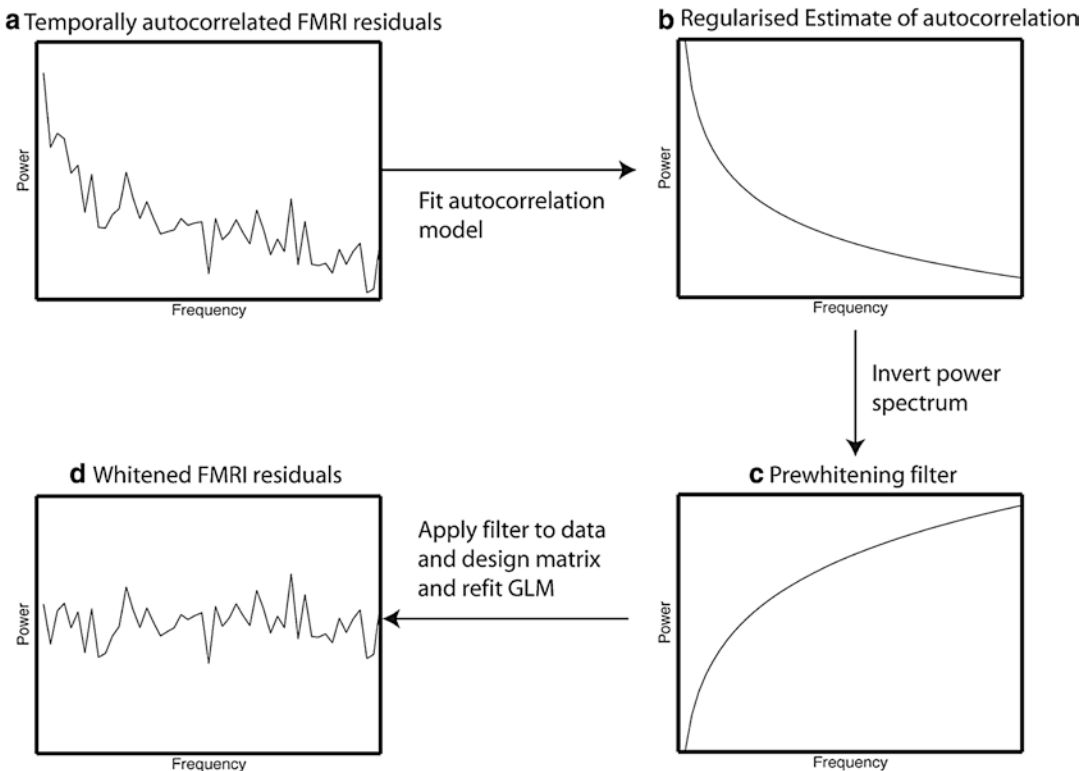 a Temporally autocorrelated FMRI residuals
Power
Frequency
Fit autocorrelation
model
b Regularised Estimate of autocorrelation
Power
Frequency
Invert power
spectrum
c Prewhitening filter
Power
Frequency
Apply filter to data
and design matrix
and refit GLM
d Whitened FMRI residuals
Power
Frequency